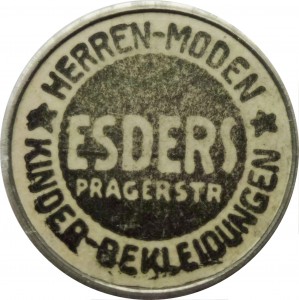 HERREN-MODEN
ESDERS
PRAGERSTR
KINDER-BEKLEIDUNGEN